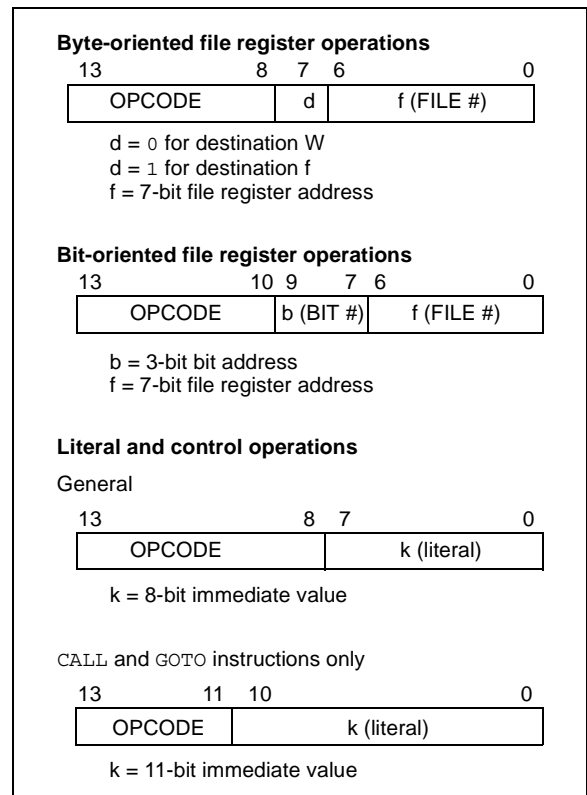 Byte-oriented file register operations
13 8 7 6 0
OPCODE d f (FILE #)
d = 0 for destination W
d = 1 for destination f
f = 7-bit file register address
Bit-oriented file register operations
13 10 9 7 6 0
OPCODE b (BIT #) f (FILE #)
b = 3-bit bit address
f = 7-bit file register address
Literal and control operations
General
13 8 7 0
OPCODE k (literal)
k = 8-bit immediate value
CALL and GOTO instructions only
13 11 10 0
OPCODE k (literal)
k = 11-bit immediate value